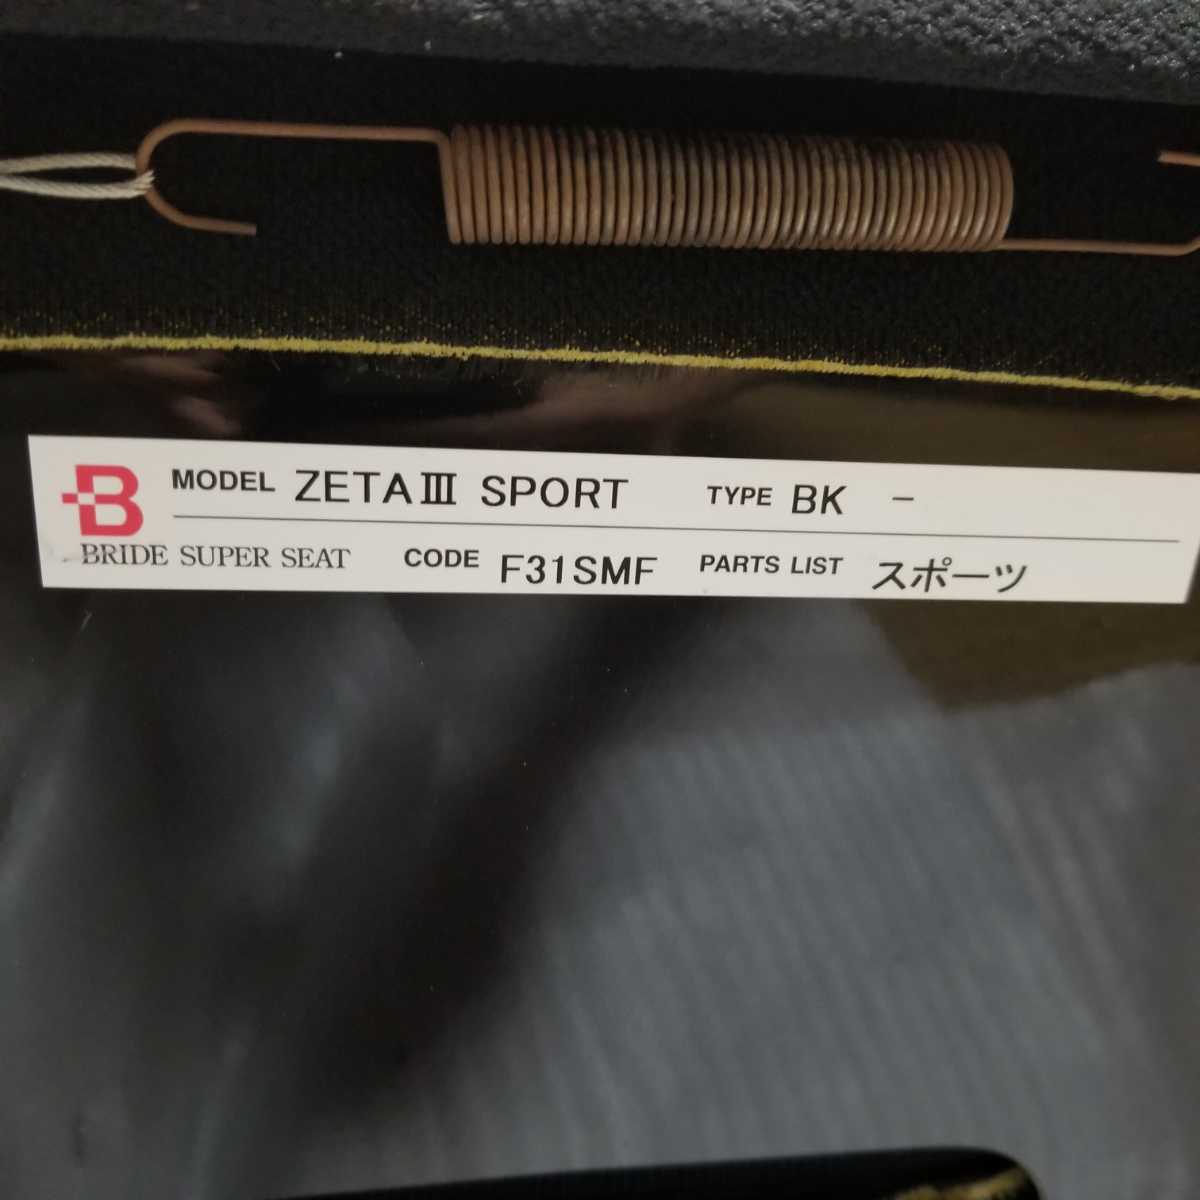 B MODEL ZETAⅢ SPORT TYPE BK -
BRIDE SUPER SEAT CODE F31SMF PARTS LIST スポーツ